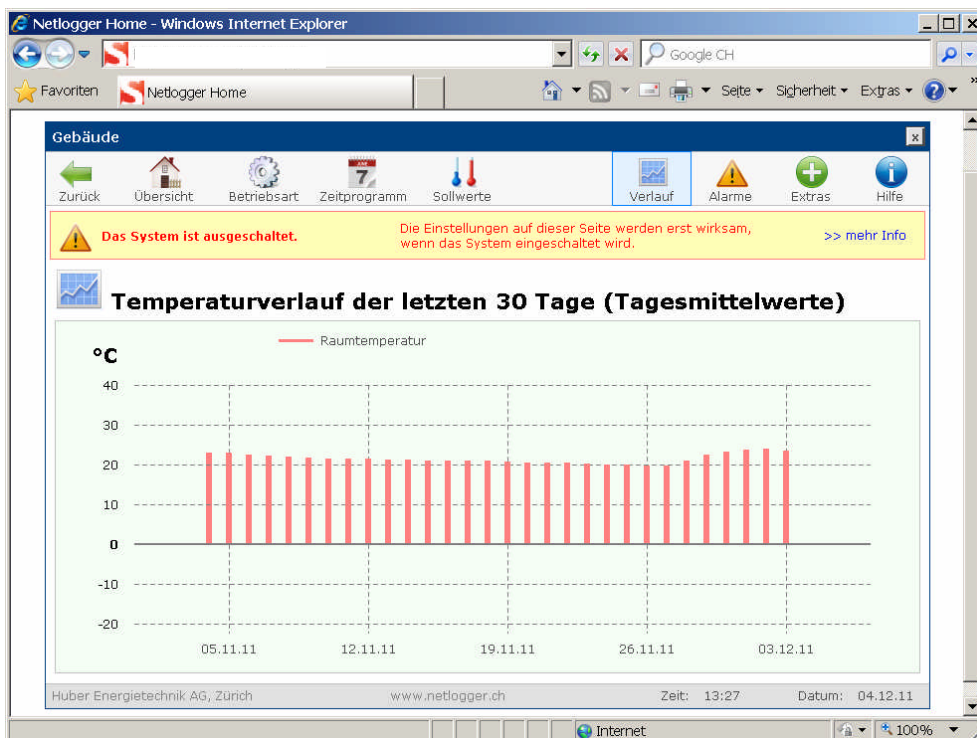 Netlogger Home - Windows Internet Explorer
Google CH
Favoriten
Netlogger Home
Seite
Sicherheit
Extras
»
Gebäude
Zurück
Übersicht
Betriebsart
JUNE
7
Zeitprogramm
Sollwerte
Verlauf
Alarme
Extras
Hilfe
Das System ist ausgeschaltet.
Die Einstellungen auf dieser Seite werden erst wirksam,
wenn das System eingeschaltet wird.
>> mehr Info
Temperaturverlauf der letzten 30 Tage (Tagesmittelwerte)
Raumtemperatur
°C
40
30
20
10
0
-10
-20
05.11.11 12.11.11 19.11.11 26.11.11 03.12.11
Huber Energietechnik AG, Zürich www.netlogger.ch Zeit: 13:27 Datum: 04.12.11
Internet 100%